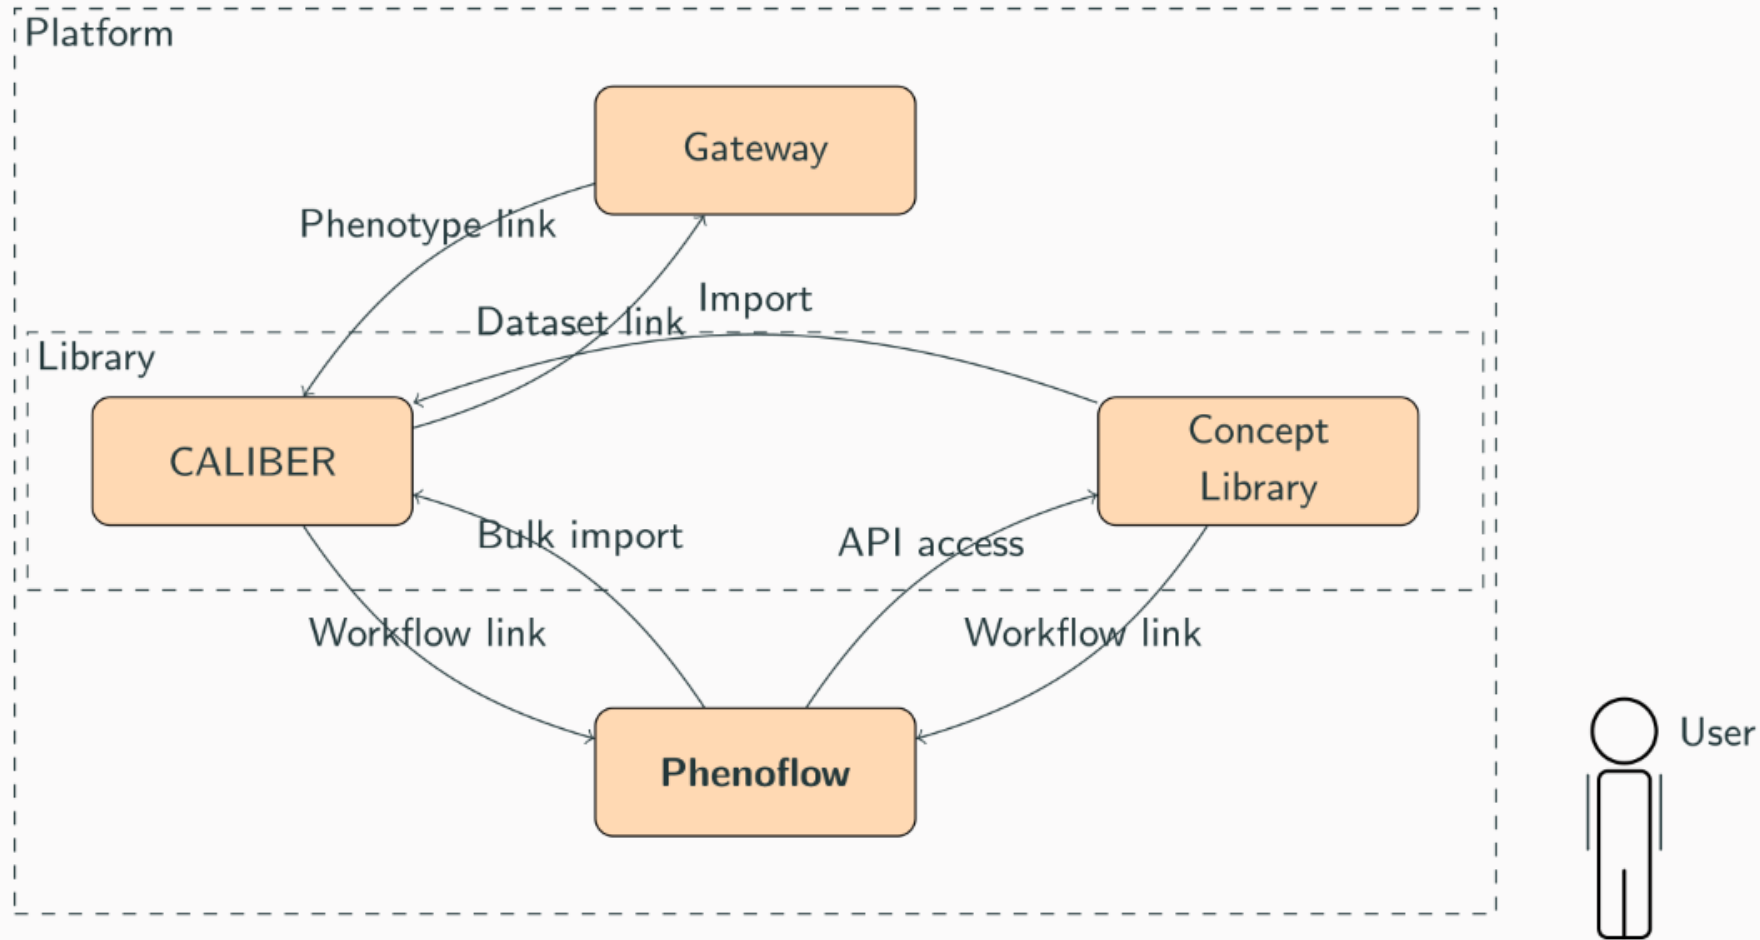 Platform
Gateway
Phenotype link
Import
Dataset link
Library
CALIBER
Concept
Library
Bulk import
API access
Workflow link
Workflow link
Phenoflow
User